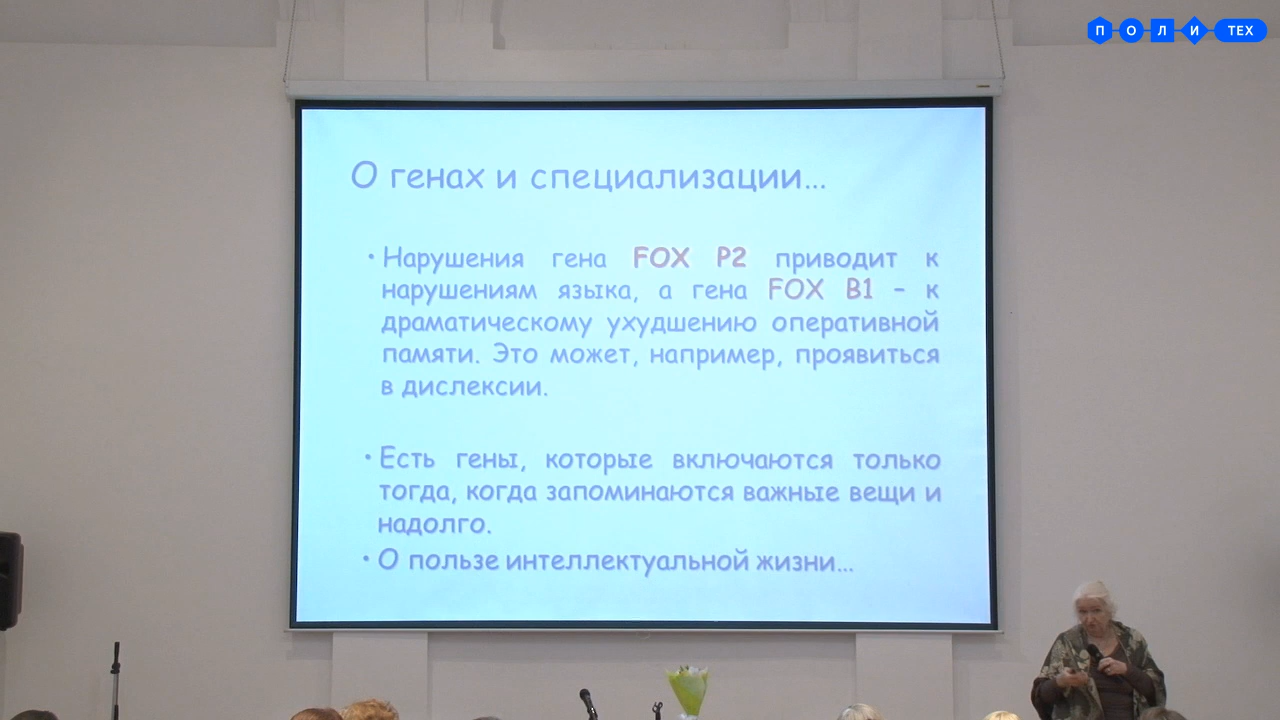 ПОЛИТЕХ
О генах и специализации...
• Нарушения гена FOX P2 приводит к
нарушениям языка, а гена FOX B1 – к
драматическому ухудшению оперативной
памяти. Это может, например, проявиться
в дислексии.
• Есть гены, которые включаются только
тогда, когда запоминаются важные вещи и
надолго.
• О пользе интеллектуальной жизни...